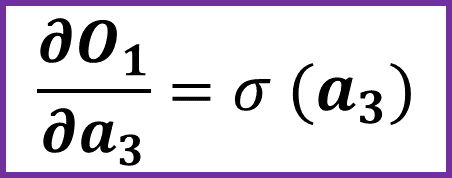 ∂O₁/∂a₃ = σ (a₃)